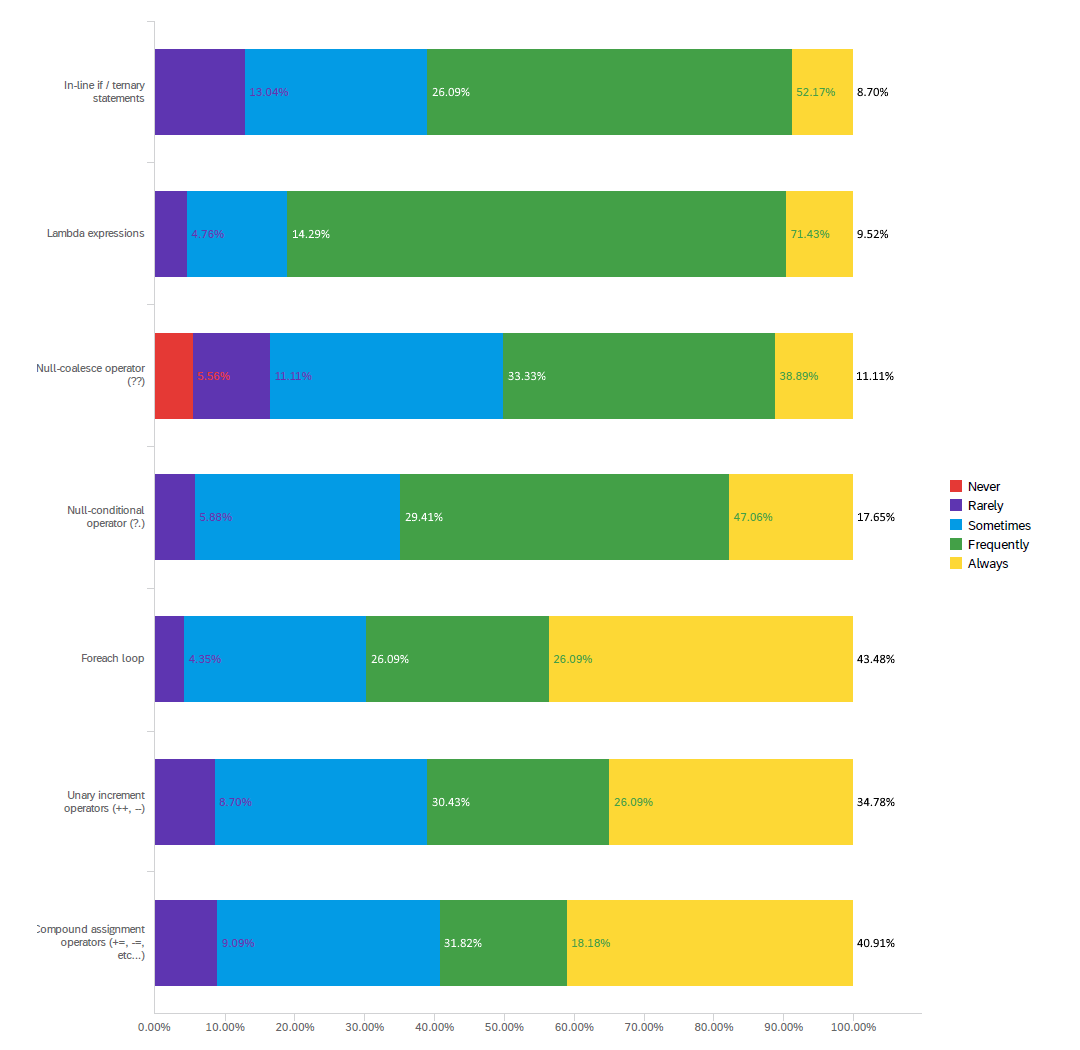 In-line if / ternary
statements
13.04% 26.09% 52.17% 8.70%
Lambda expressions
4.76% 14.29% 71.43% 9.52%
Null-coalesce operator
(??)
5.56% 11.11% 33.33% 38.89% 11.11%
Null-conditional
operator (?.)
5.88% 29.41% 47.06% 17.65%
Never
Rarely
Sometimes
Frequently
Always
Foreach loop
4.35% 26.09% 26.09% 43.48%
Unary increment
operators (++, --)
8.70% 30.43% 26.09% 34.78%
Compound assignment
operators (+=, -=,
etc...)
9.09% 31.82% 18.18% 40.91%
0.00% 10.00% 20.00% 30.00% 40.00% 50.00% 60.00% 70.00% 80.00% 90.00% 100.00%